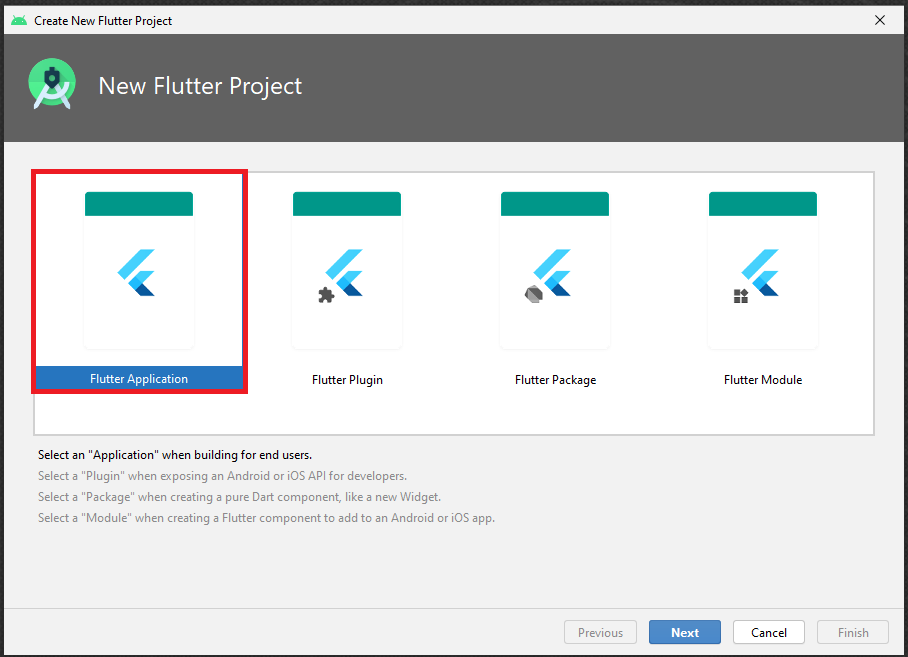 Create New Flutter Project
New Flutter Project
Flutter Application
Flutter Plugin
Flutter Package
Flutter Module
Select an "Application" when building for end users.
Select a "Plugin" when exposing an Android or iOS API for developers.
Select a "Package" when creating a pure Dart component, like a new Widget.
Select a "Module" when creating a Flutter component to add to an Android or iOS app.
Previous
Next
Cancel
Finish